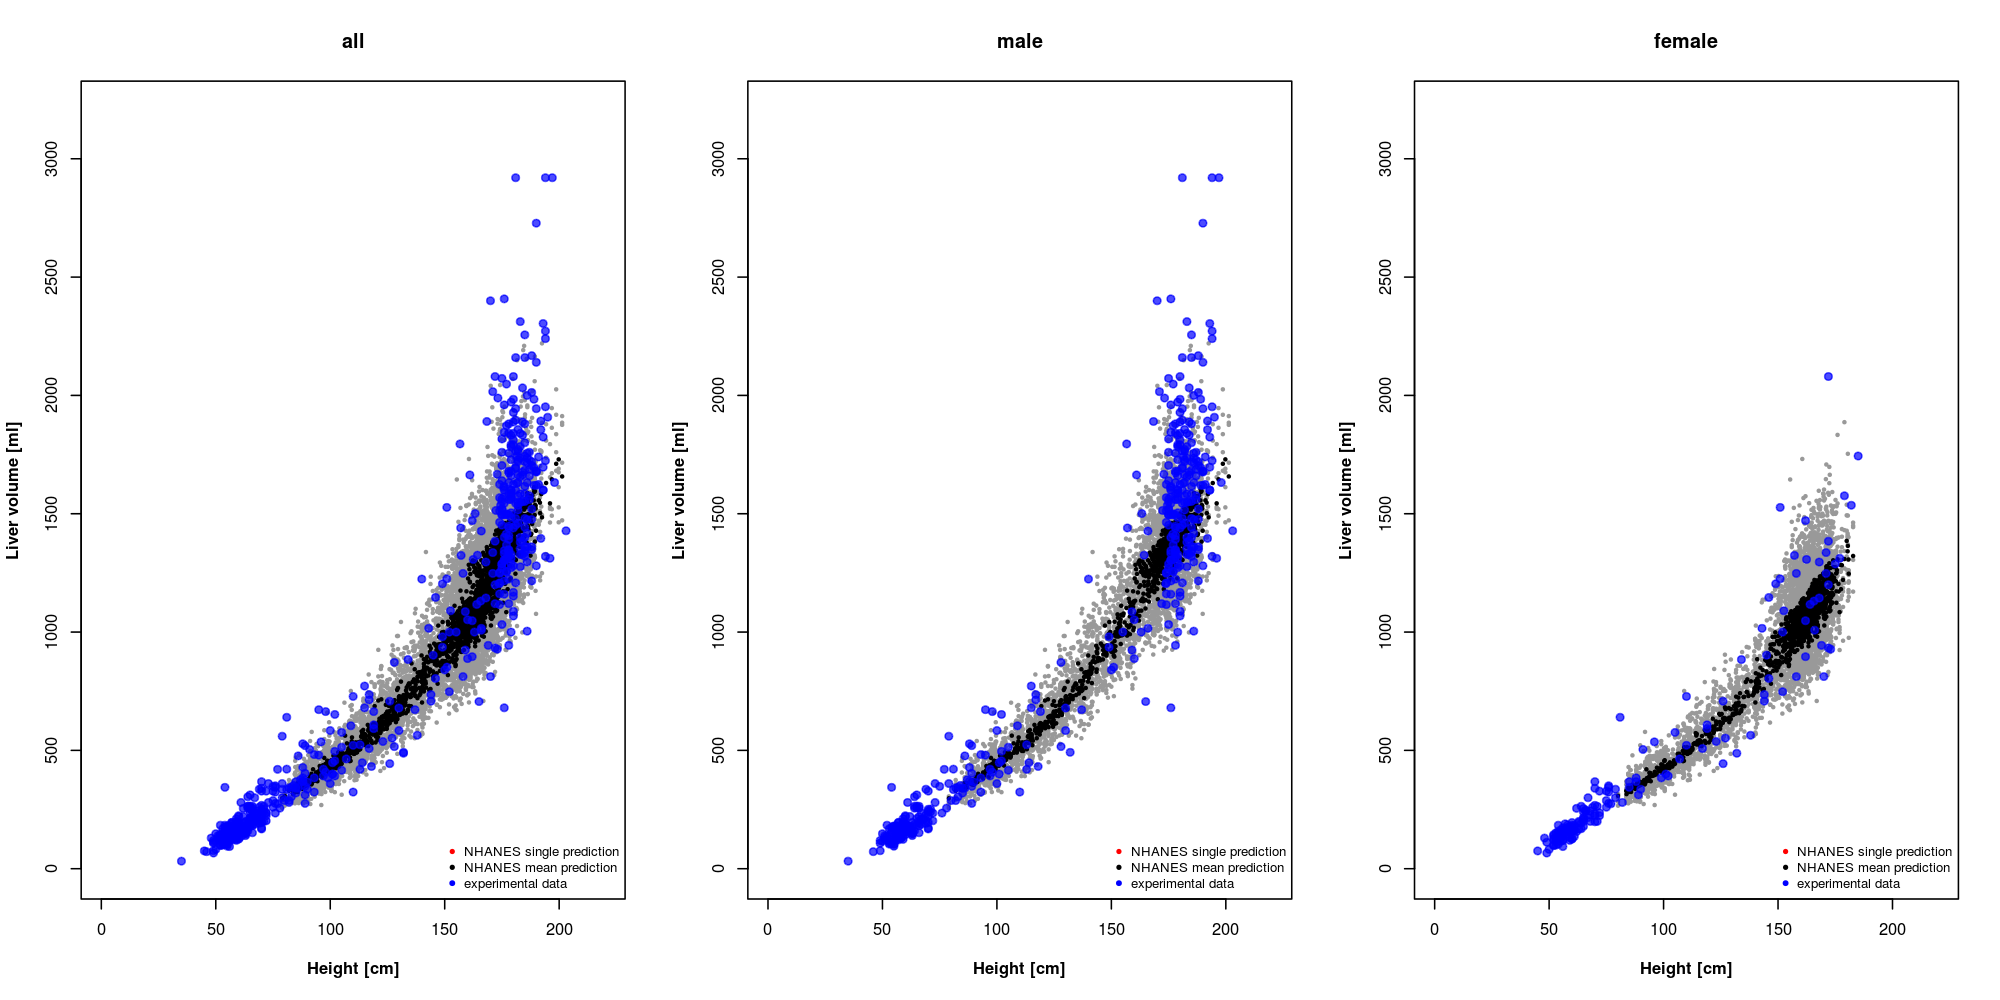 all
male
female
Liver volume [ml]
3000
2500
2000
1500
1000
500
0
NHANES single prediction
NHANES mean prediction
experimental data
0 50 100 150 200
Height [cm]
Liver volume [ml]
3000
2500
2000
1500
1000
500
0
NHANES single prediction
NHANES mean prediction
experimental data
0 50 100 150 200
Height [cm]
Liver volume [ml]
3000
2500
2000
1500
1000
500
0
NHANES single prediction
NHANES mean prediction
experimental data
0 50 100 150 200
Height [cm]